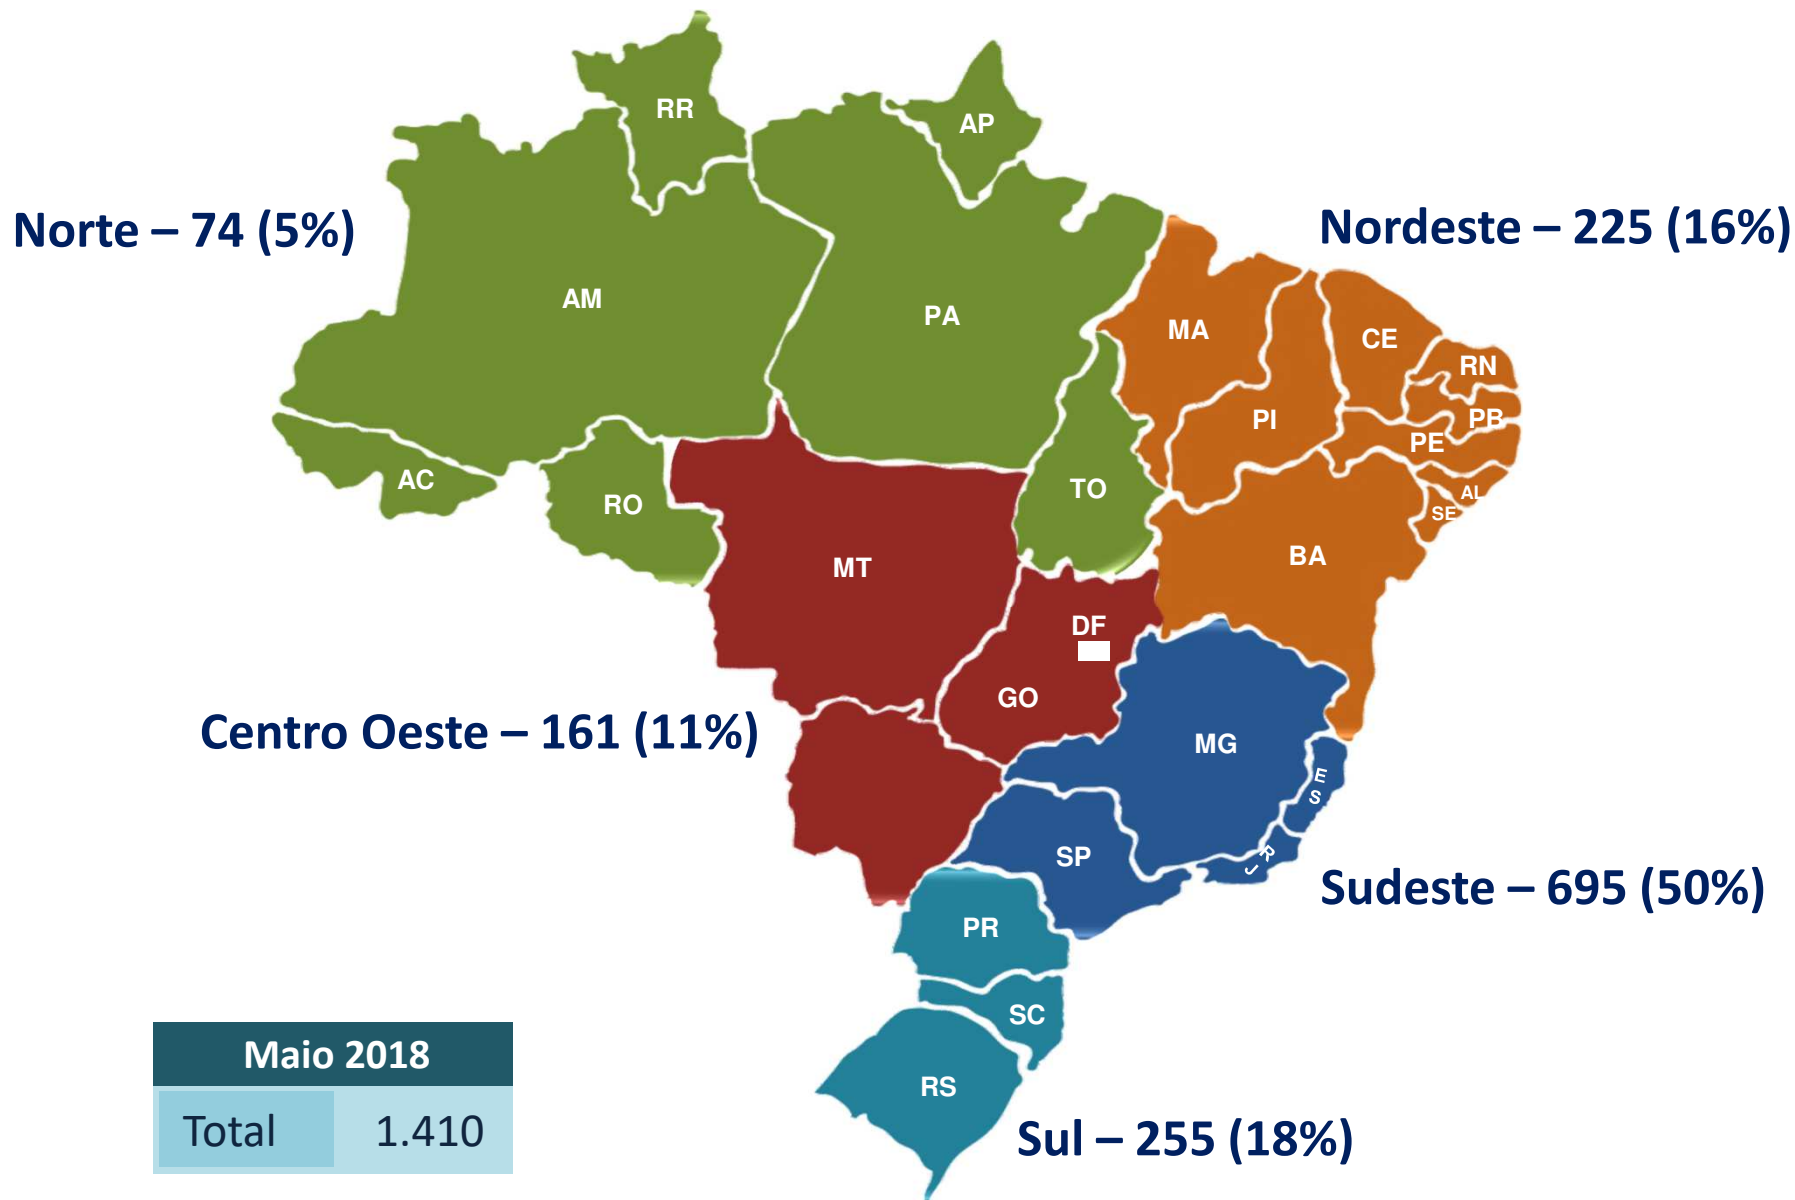 RR
AP
Norte – 74 (5%)
Nordeste – 225 (16%)
AM
PA
MA
CE
RN
PI
PB
PE
AC
RO
TO
AL
SE
MT
BA
DF
GO
Centro Oeste – 161 (11%)
MG
ES
SP
RJ
Sudeste – 695 (50%)
PR
SC
Maio 2018
RS
Total 1.410
Sul – 255 (18%)